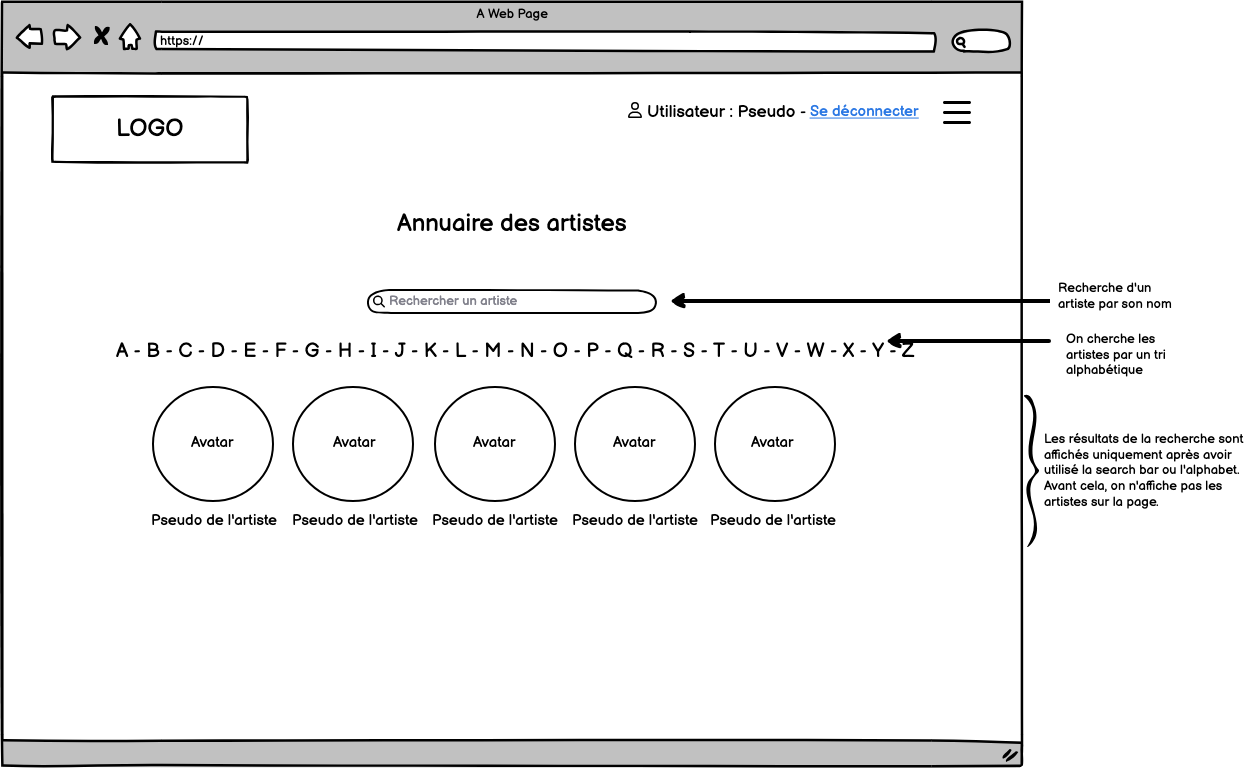 A Web Page
https://
LOGO
Utilisateur : Pseudo - Se déconnecter
Annuaire des artistes
Rechercher un artiste
A - B - C - D - E - F - G - H - I - J - K - L - M - N - O - P - Q - R - S - T - U - V - W - X - Y - Z
Avatar
Avatar
Avatar
Avatar
Avatar
Pseudo de l'artiste
Pseudo de l'artiste
Pseudo de l'artiste
Pseudo de l'artiste
Pseudo de l'artiste
Recherche d'un
artiste par son nom
On cherche les
artistes par un tri
alphabétique
Les résultats de la recherche sont
affichés uniquement après avoir
utilisé la search bar ou l'alphabet.
Avant cela, on n'affiche pas les
artistes sur la page.